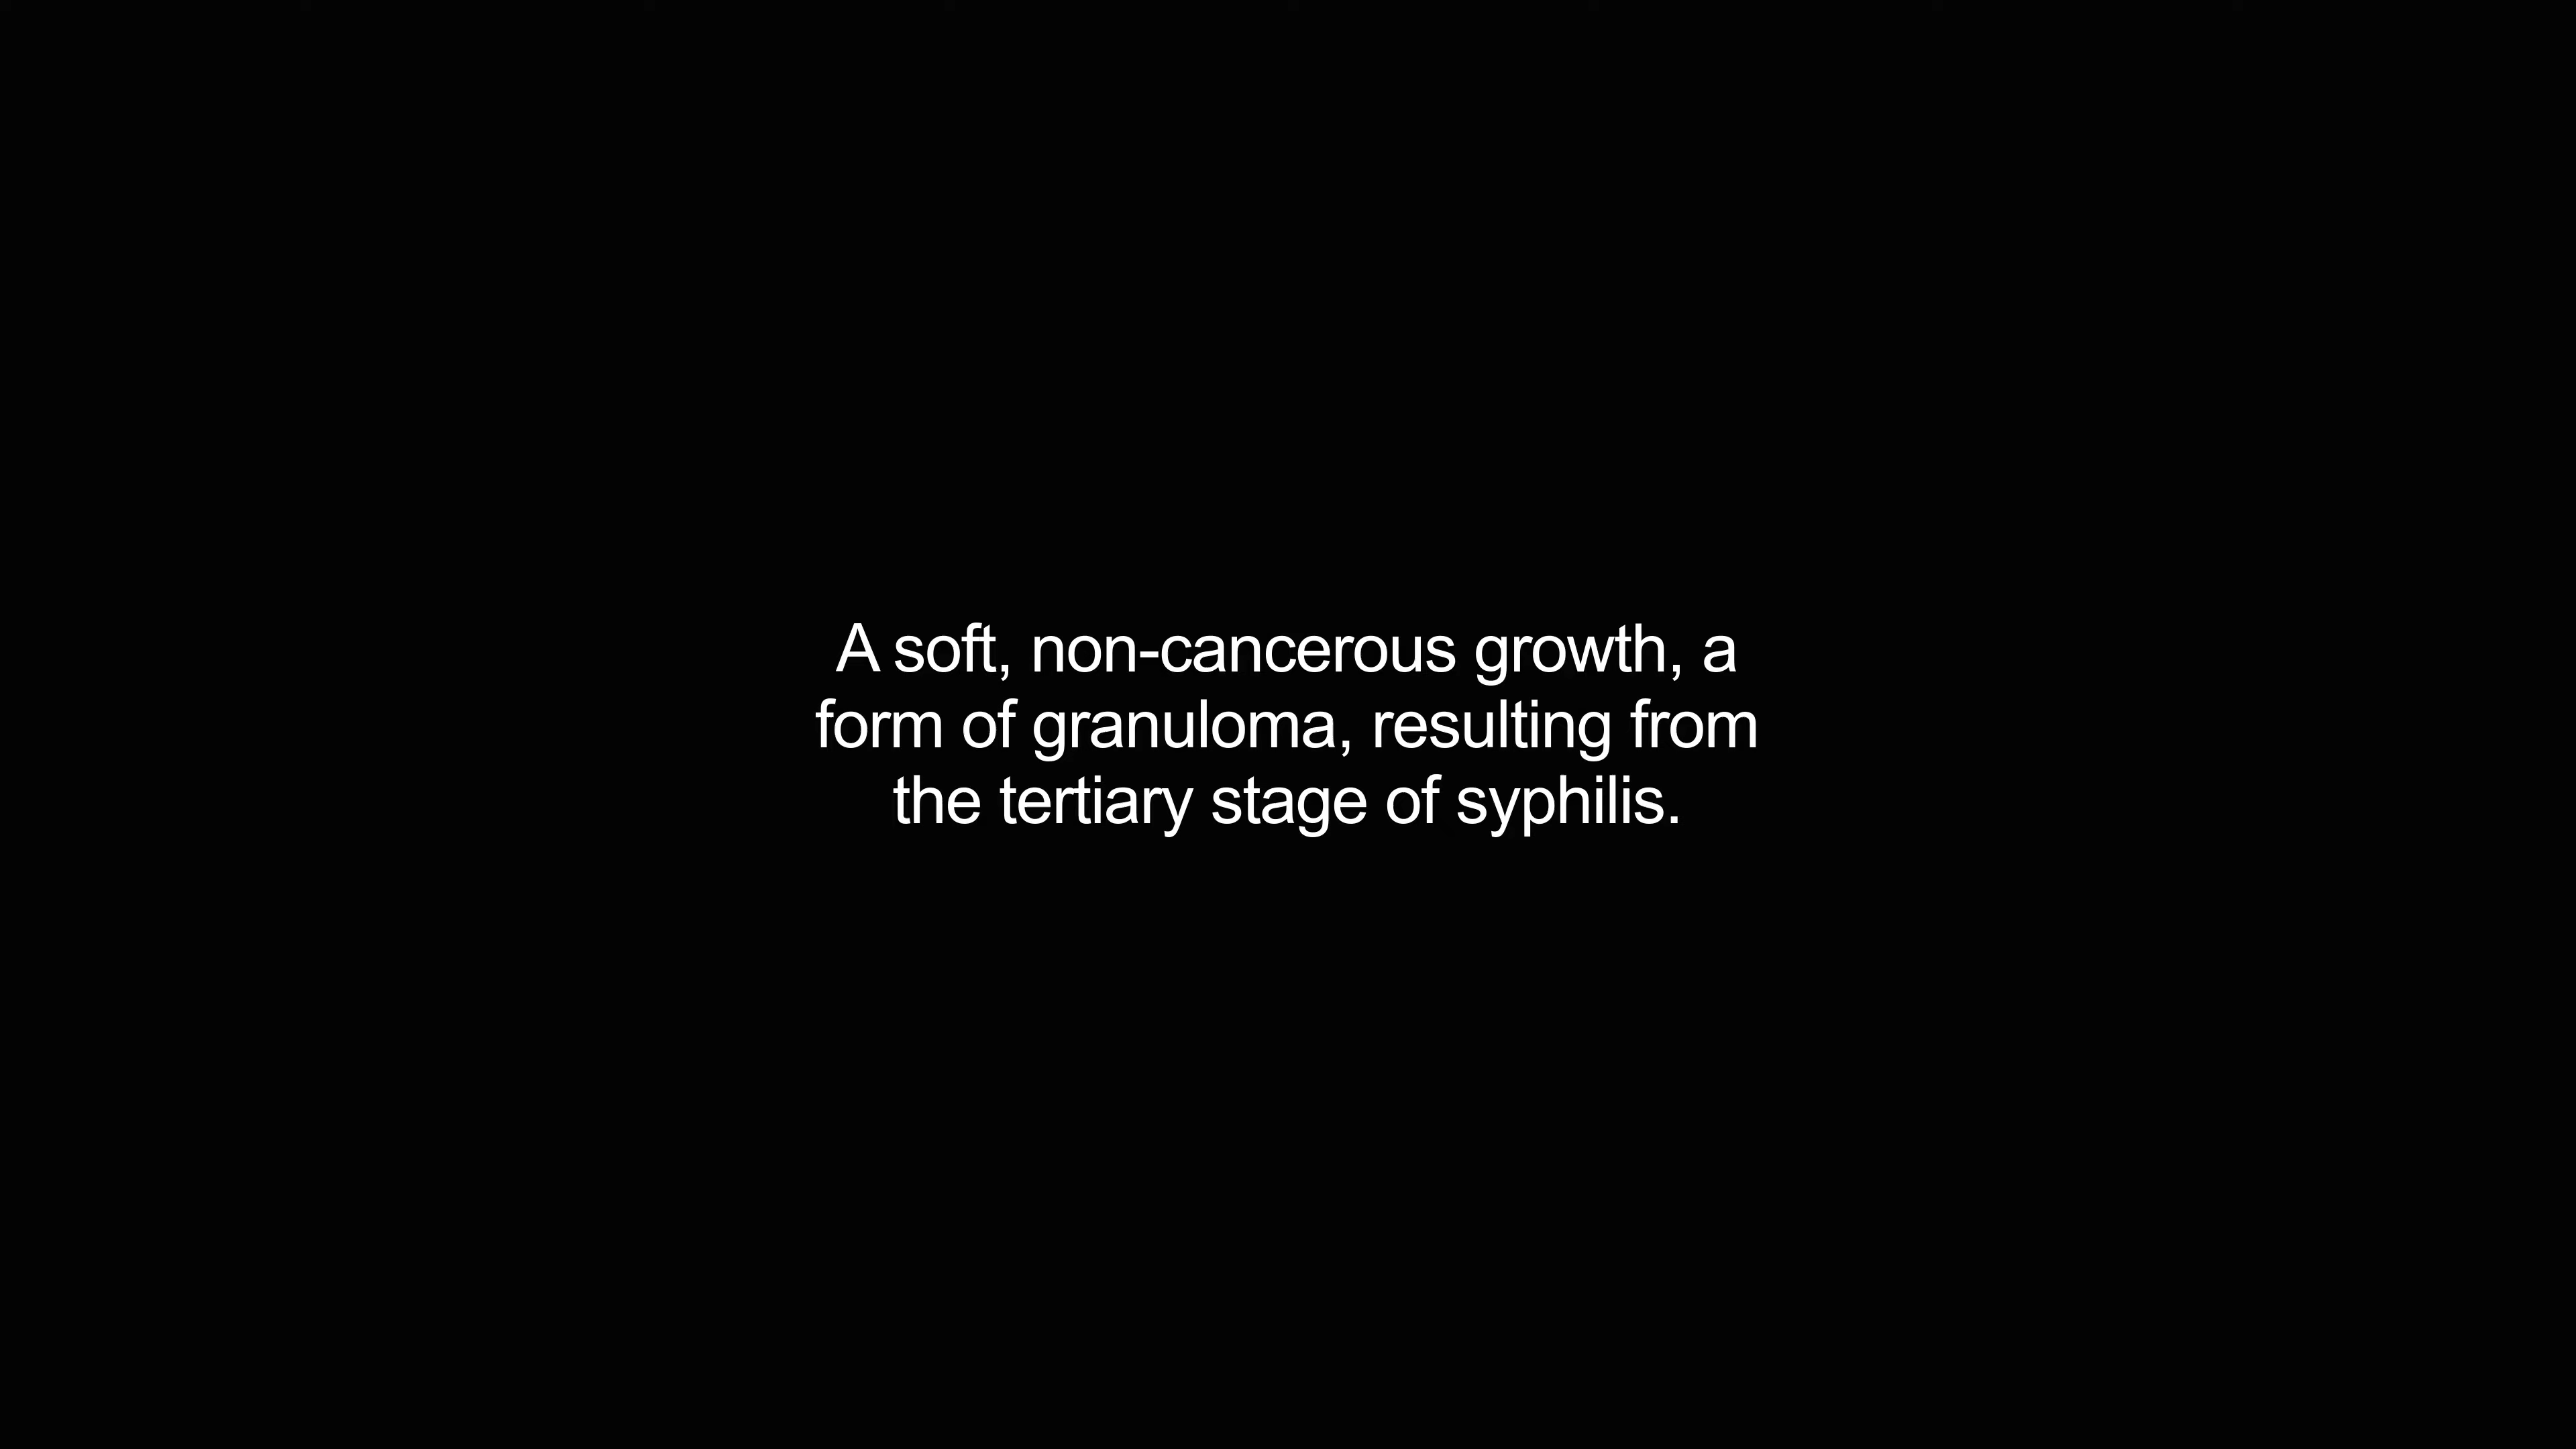 A soft, non-cancerous growth, a
form of granuloma, resulting from
the tertiary stage of syphilis.